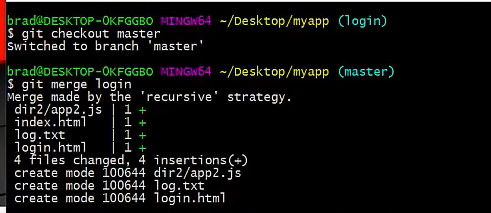 brad@DESKTOP-OKFGGBO MINGW64 ~/Desktop/myapp (login)
$ git checkout master
Switched to branch 'master'
brad@DESKTOP-OKFGGBO MINGW64 ~/Desktop/myapp (master)
$ git merge login
Merge made by the 'recursive' strategy.
 dir2/app2.js | 1 +
 index.html   | 1 +
 log.txt      | 1 +
 login.html   | 1 +
 4 files changed, 4 insertions(+)
 create mode 100644 dir2/app2.js
 create mode 100644 log.txt
 create mode 100644 login.html